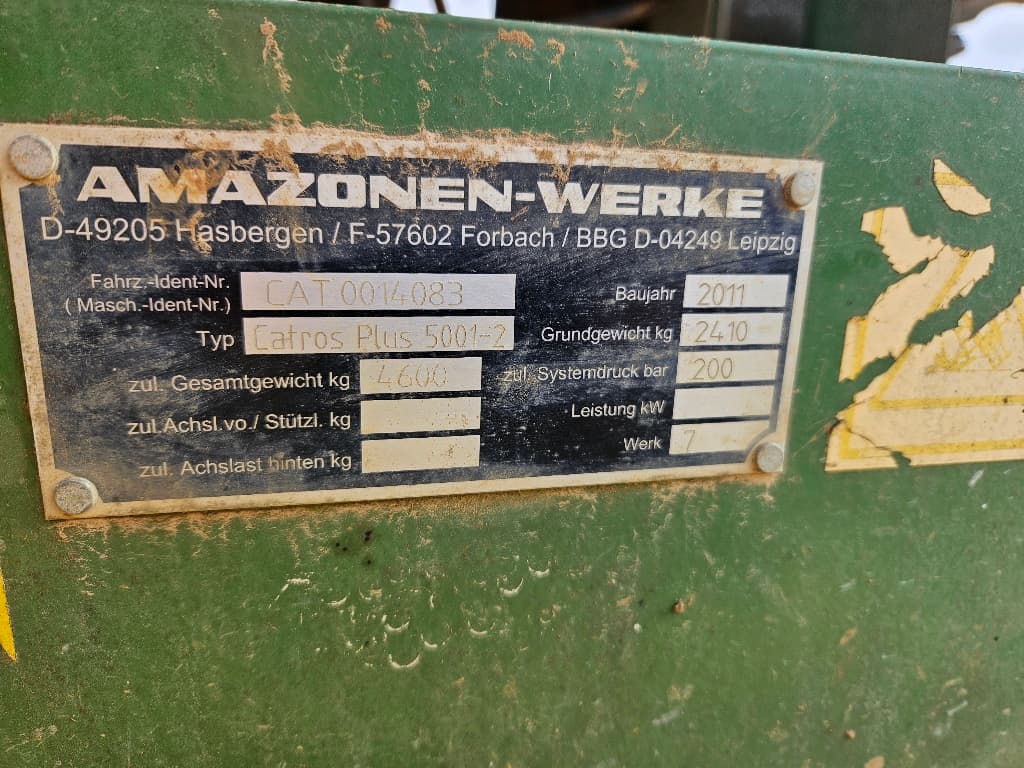 AMAZONEN-WERKE
D-49205 Hasbergen / F-57602 Forbach / BBG D-04249 Leipzig
Fahrz.-Ident-Nr.
( Masch.-Ident-Nr.) CAT 0014083
Typ Catros Plus 5001-2
zul. Gesamtgewicht kg 4600
zul.Achsl.vo./ Stützl. kg
zul. Achslast hinten kg
Baujahr 2011
Grundgewicht kg 2410
zul. Systemdruck bar 200
Leistung kW
Werk 7